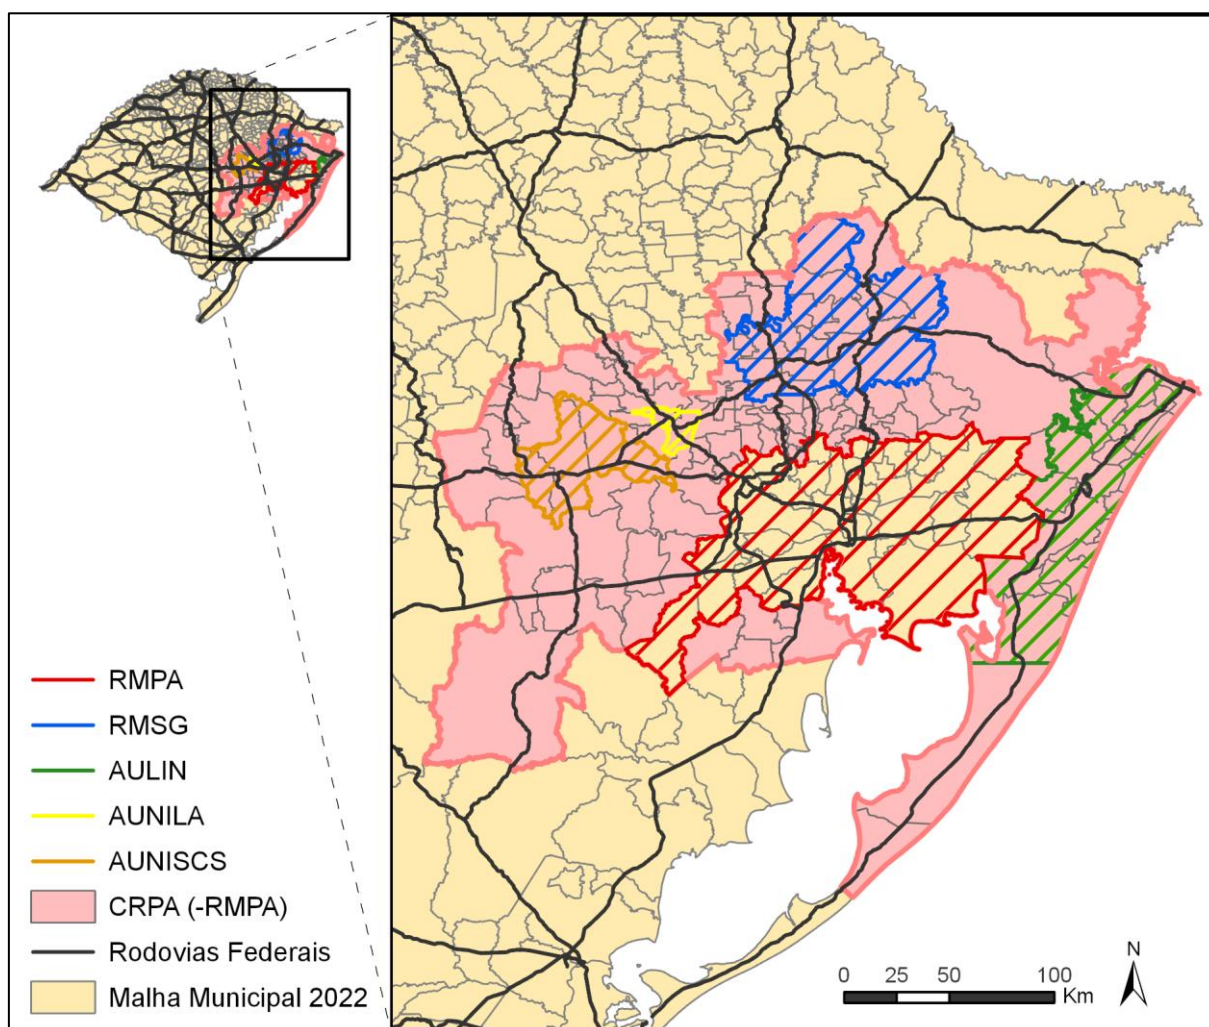 RMPA
RMSG
AULIN
AUNILA
AUNISCS
CRPA (-RMPA)
Rodovias Federais
Malha Municipal 2022
N
0 25 50 100
Km